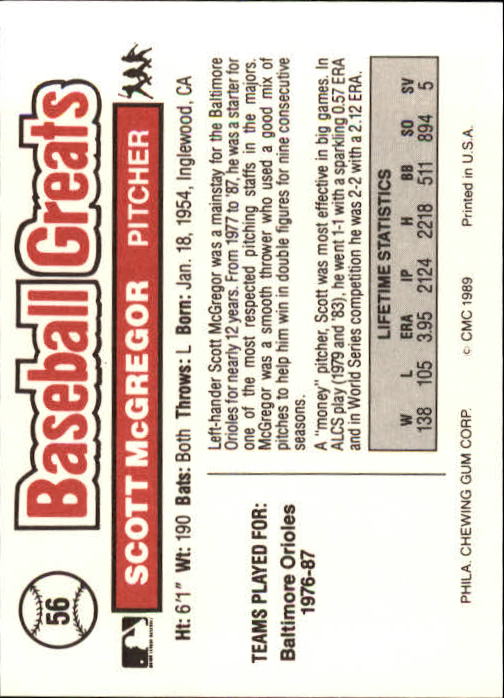 56
Baseball Greats
SCOTT McGREGOR PITCHER
Ht: 6'1" Wt: 190 Bats: Both Throws: L Born: Jan. 18, 1954, Inglewood, CA
TEAMS PLAYED FOR:
Baltimore Orioles
1976-87
Left-hander Scott McGregor was a mainstay for the Baltimore
Orioles for nearly 12 years. From 1977 to '87, he was a starter for
one of the most respected pitching staffs in the majors.
McGregor was a smooth thrower who used a good mix of
pitches to help him win in double figures for nine consecutive
seasons.
A "money" pitcher, Scott was most effective in big games. In
ALCS play (1979 and '83), he went 1-1 with a sparkling 0.57 ERA
and in World Series competition he was 2-2 with a 2.12 ERA.
LIFETIME STATISTICS
W L ERA IP H BB SO SV
138 105 3.95 2124 2218 511 894 5
PHILA. CHEWING GUM CORP. © CMC 1989 Printed in U.S.A.